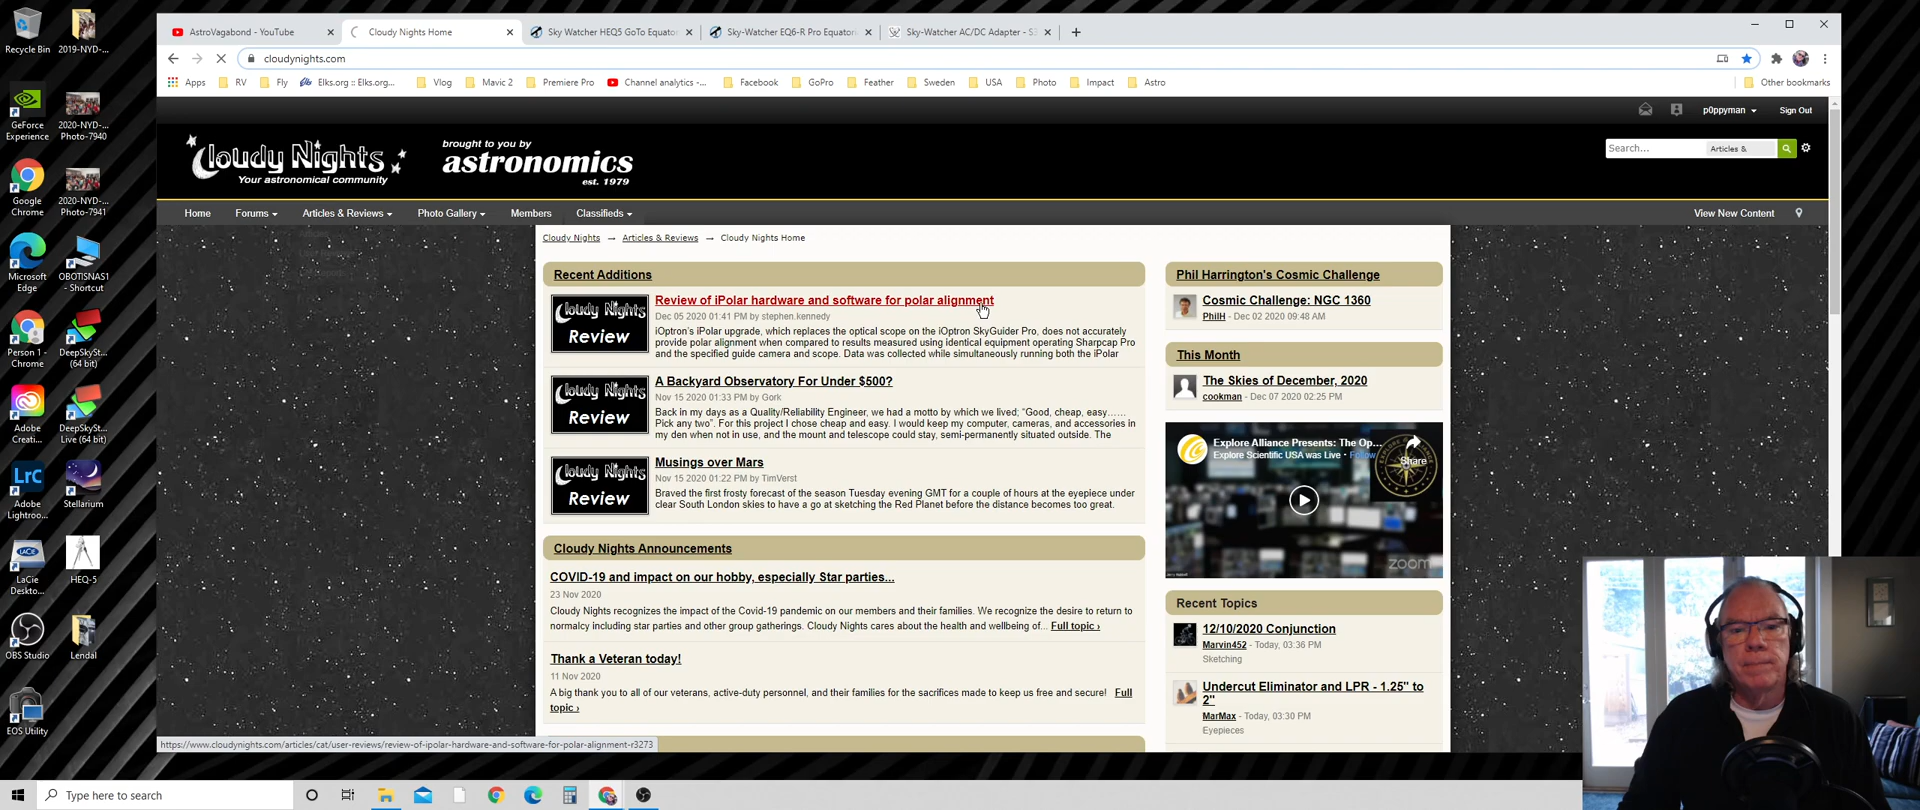 Recycle Bin
2019-NYD-...
GeForce
Experience
2020-NYD-...
Photo-7940
Google
Chrome
2020-NYD-...
Photo-7941
Microsoft
Edge
OBOTISNAS1
- Shortcut
Person 1 -
Chrome
DeepSkySt...
(64 bit)
Adobe
Creati...
DeepSkySt...
Live (64 bit)
LrC
Adobe
Lightroo...
Stellarium
LACIE
LaCie
Deskto...
HEQ-5
OBS Studio
Lendal
EOS Utility
AstroVagabond - YouTube
Cloudy Nights Home
Sky Watcher HEQ5 GoTo Equator
Sky-Watcher EQ6-R Pro Equator
Sky-Watcher AC/DC Adapter - S
cloudynights.com
Apps
RV
Fly
Elks.org :: Elks.org...
Vlog
Mavic 2
Premiere Pro
Channel analytics -...
Facebook
GoPro
Feather
Sweden
USA
Photo
Impact
Astro
Other bookmarks
p0ppyman
Sign Out
Cloudy Nights
Your astronomical community
brought to you by
astronomics
est. 1979
Search...
Articles &
Home
Forums
Articles & Reviews
Photo Gallery
Members
Classifieds
View New Content
Cloudy Nights → Articles & Reviews → Cloudy Nights Home
Recent Additions
Cloudy Nights
Review
Review of iPolar hardware and software for polar alignment
Dec 05 2020 01:41 PM by stephen.kennedy
iOptron's iPolar upgrade, which replaces the optical scope on the iOptron SkyGuider Pro, does not accurately
provide polar alignment when compared to results measured using identical equipment operating Sharpcap Pro
and the specified guide camera and scope. Data was collected while simultaneously running both the iPolar
Cloudy Nights
Review
A Backyard Observatory For Under $500?
Nov 15 2020 01:33 PM by Gork
Back in my days as a Quality/Reliability Engineer, we had a motto by which we lived; "Good, cheap, easy......
Pick any two". For this project I chose cheap and easy. I would keep my computer, cameras, and accessories in
my den when not in use, and the mount and telescope could stay, semi-permanently situated outside. The
Cloudy Nights
Review
Musings over Mars
Nov 15 2020 01:22 PM by TimVerst
Braved the first frosty forecast of the season Tuesday evening GMT for a couple of hours at the eyepiece under
clear South London skies to have a go at sketching the Red Planet before the distance becomes too great.
Cloudy Nights Announcements
COVID-19 and impact on our hobby, especially Star parties...
23 Nov 2020
Cloudy Nights recognizes the impact of the Covid-19 pandemic on our members and their families. We recognize the desire to return to
normalcy including star parties and other group gatherings. Cloudy Nights cares about the health and wellbeing of... Full topic ›
Thank a Veteran today!
11 Nov 2020
A big thank you to all of our veterans, active-duty personnel, and their families for the sacrifices made to keep us free and secure! Full
topic ›
Phil Harrington's Cosmic Challenge
Cosmic Challenge: NGC 1360
PhilH - Dec 02 2020 09:48 AM
This Month
The Skies of December, 2020
cookman - Dec 07 2020 02:25 PM
Explore Alliance Presents: The Op...
Explore Scientific USA was Live · Follow
Share
zoom
Recent Topics
12/10/2020 Conjunction
Marvin452 - Today, 03:36 PM
Sketching
Undercut Eliminator and LPR - 1.25" to
2"
MarMax - Today, 03:30 PM
Eyepieces
https://www.cloudynights.com/articles/cat/user-reviews/review-of-ipolar-hardware-and-software-for-polar-alignment-r3273
Type here to search